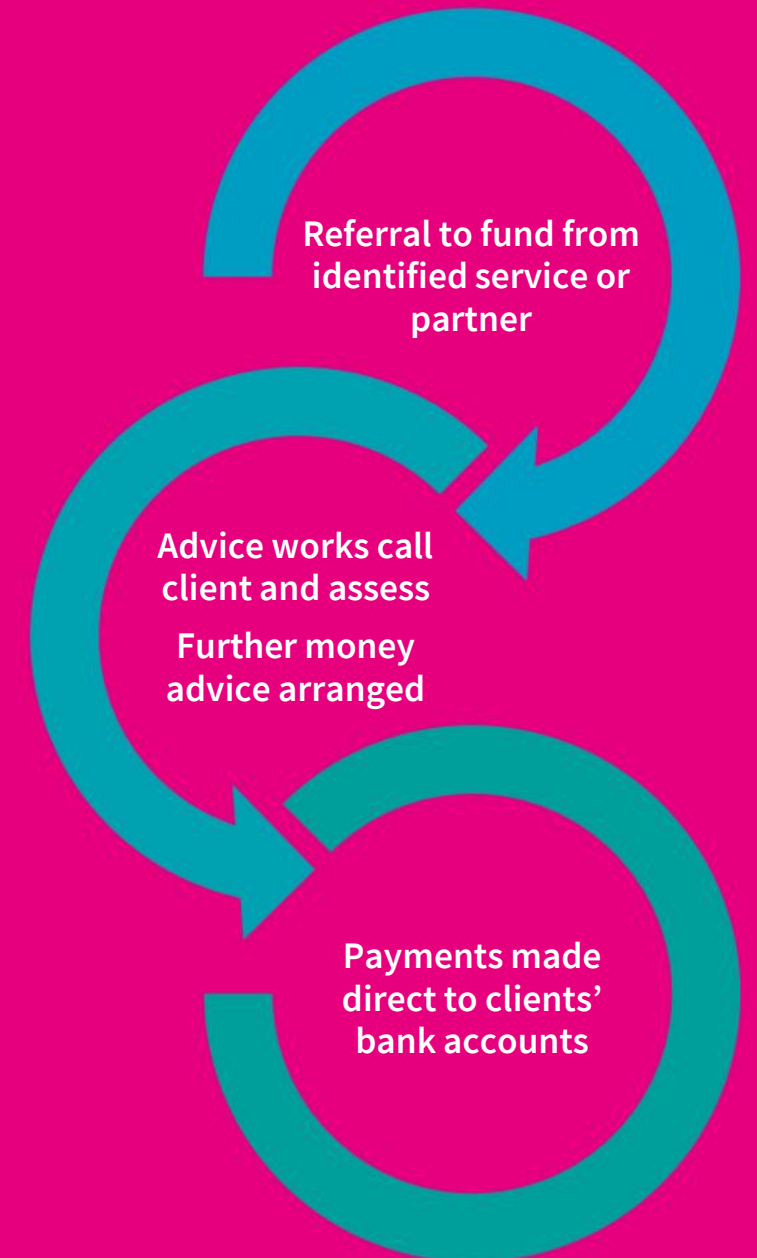 Referral to fund from
identified service or
partner
Advice works call
client and assess
Further money
advice arranged
Payments made
direct to clients’
bank accounts